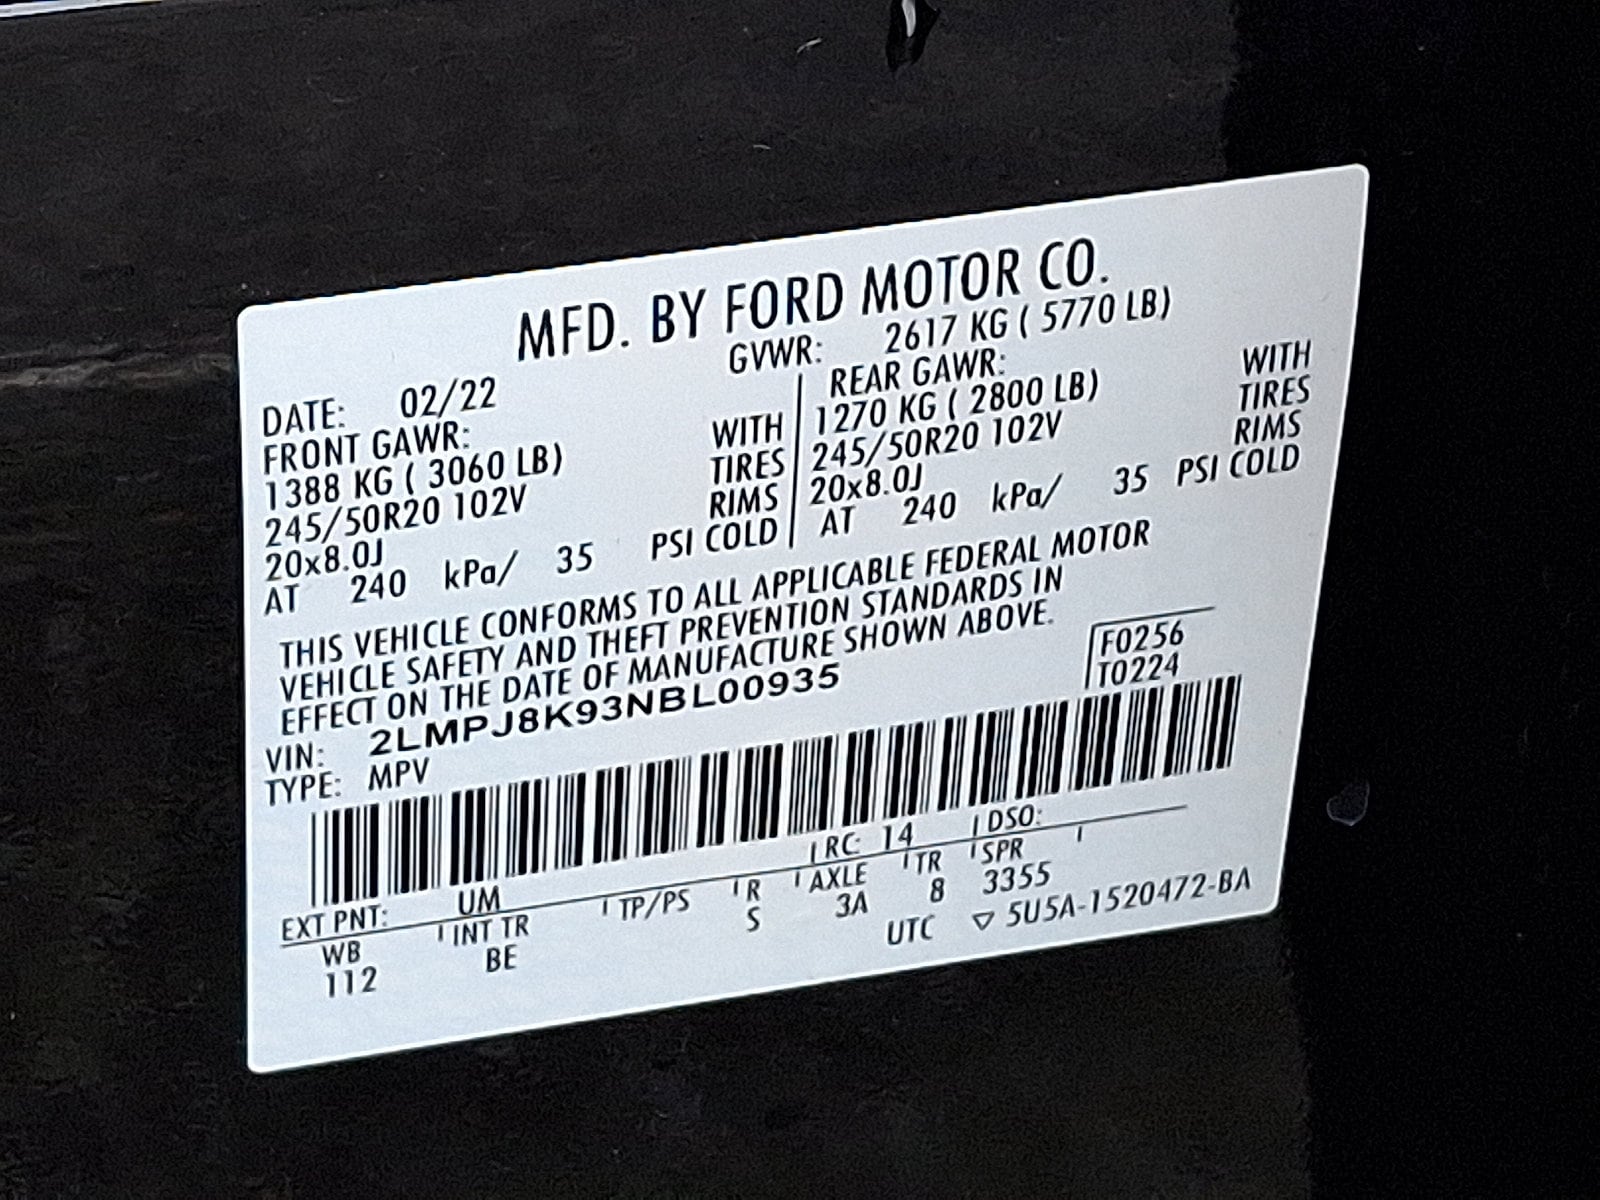 MFD. BY FORD MOTOR CO.
DATE: 02/22 GVWR: 2617 KG ( 5770 LB)
FRONT GAWR:
1388 KG ( 3060 LB) WITH
245/50R20 102V TIRES
20x8.0J RIMS
AT 240 kPa/ 35 PSI COLD
REAR GAWR:
1270 KG ( 2800 LB) WITH
245/50R20 102V TIRES
20x8.0J RIMS
AT 240 kPa/ 35 PSI COLD
THIS VEHICLE CONFORMS TO ALL APPLICABLE FEDERAL MOTOR
VEHICLE SAFETY AND THEFT PREVENTION STANDARDS IN
EFFECT ON THE DATE OF MANUFACTURE SHOWN ABOVE.
F0256
T0224
VIN: 2LMPJ8K93NBL00935
TYPE: MPV
EXT PNT: UM RC: 14 DSO:
WB INT TR TP/PS R AXLE TR SPR
112 BE S 3A 8 3355
UTC ▽ 5U5A-1520472-BA